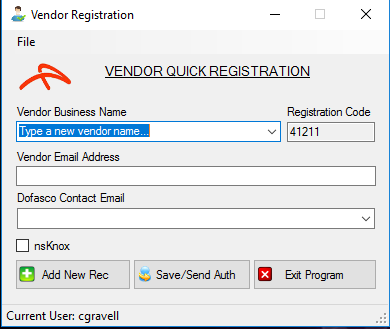 Vendor Registration
File
VENDOR QUICK REGISTRATION
Vendor Business Name Registration Code
Type a new vendor name... 41211
Vendor Email Address
Dofasco Contact Email
nsKnox
Add New Rec Save/Send Auth Exit Program
Current User: cgravell